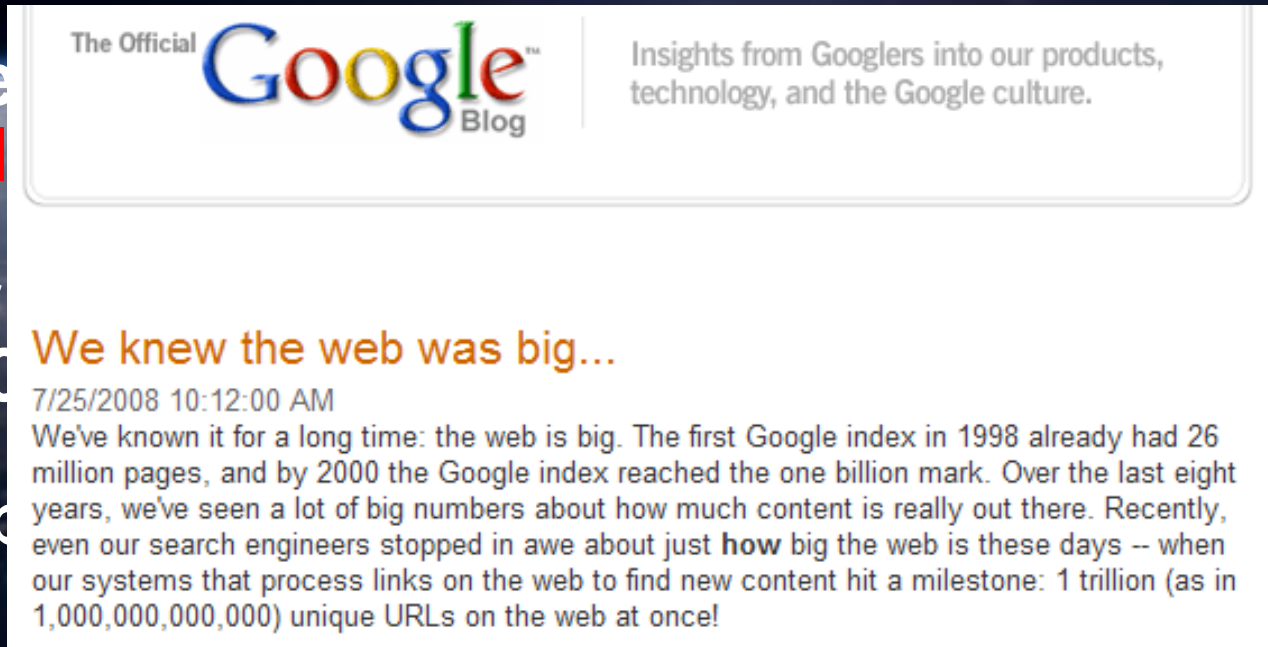 The Official Google™ Blog
Insights from Googlers into our products,
technology, and the Google culture.
We knew the web was big...
7/25/2008 10:12:00 AM
We've known it for a long time: the web is big. The first Google index in 1998 already had 26
million pages, and by 2000 the Google index reached the one billion mark. Over the last eight
years, we've seen a lot of big numbers about how much content is really out there. Recently,
even our search engineers stopped in awe about just how big the web is these days -- when
our systems that process links on the web to find new content hit a milestone: 1 trillion (as in
1,000,000,000,000) unique URLs on the web at once!